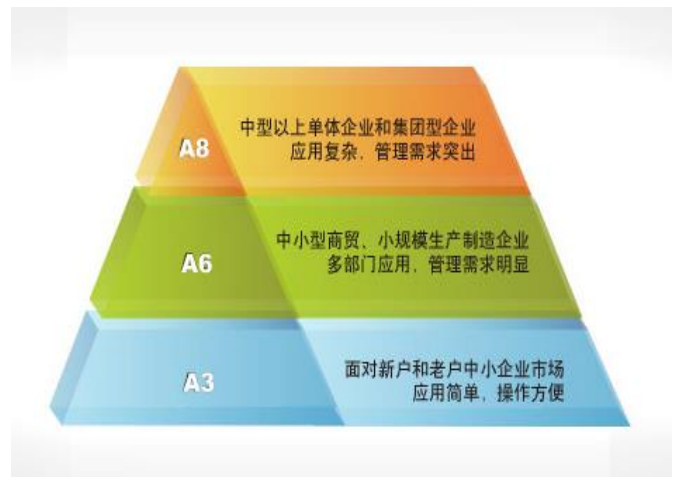 A8
中型以上单体企业和集团型企业
应用复杂，管理需求突出
A6
中小型商贸、小规模生产制造企业
多部门应用，管理需求明显
A3
面对新户和老户中小企业市场
应用简单，操作方便